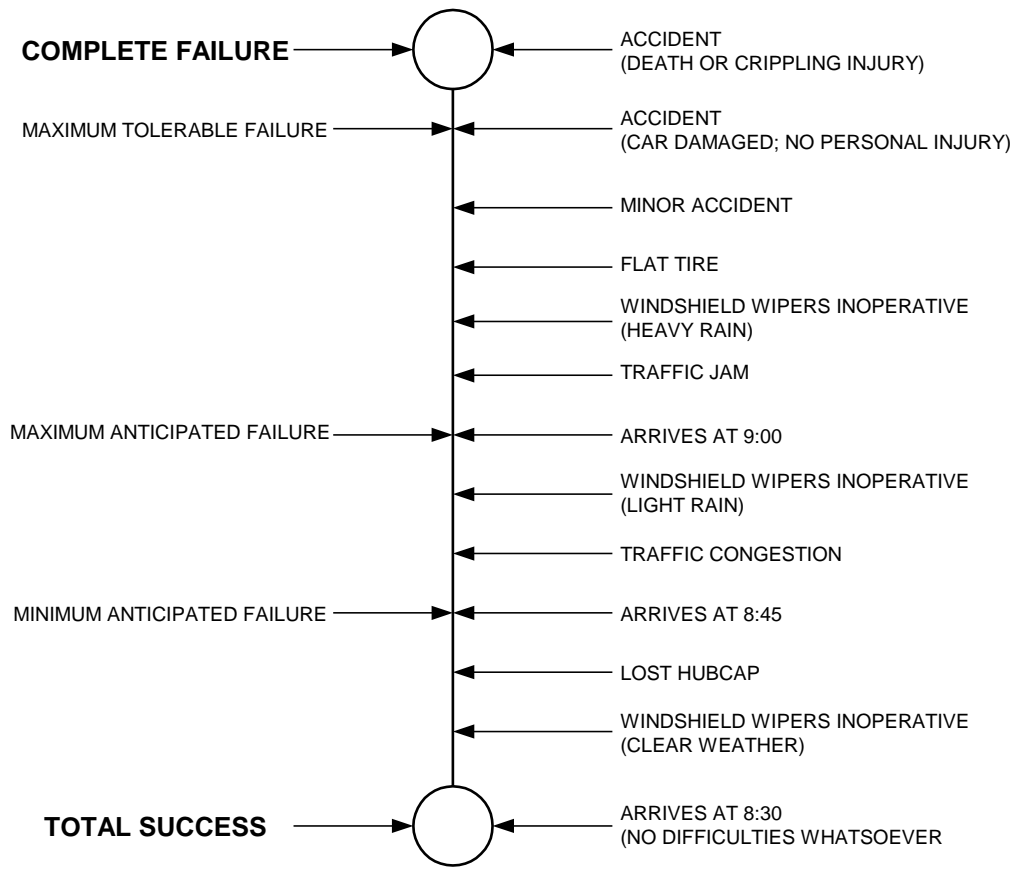 COMPLETE FAILURE
ACCIDENT
(DEATH OR CRIPPLING INJURY)
MAXIMUM TOLERABLE FAILURE
ACCIDENT
(CAR DAMAGED; NO PERSONAL INJURY)
MINOR ACCIDENT
FLAT TIRE
WINDSHIELD WIPERS INOPERATIVE
(HEAVY RAIN)
TRAFFIC JAM
MAXIMUM ANTICIPATED FAILURE
ARRIVES AT 9:00
WINDSHIELD WIPERS INOPERATIVE
(LIGHT RAIN)
TRAFFIC CONGESTION
MINIMUM ANTICIPATED FAILURE
ARRIVES AT 8:45
LOST HUBCAP
WINDSHIELD WIPERS INOPERATIVE
(CLEAR WEATHER)
TOTAL SUCCESS
ARRIVES AT 8:30
(NO DIFFICULTIES WHATSOEVER